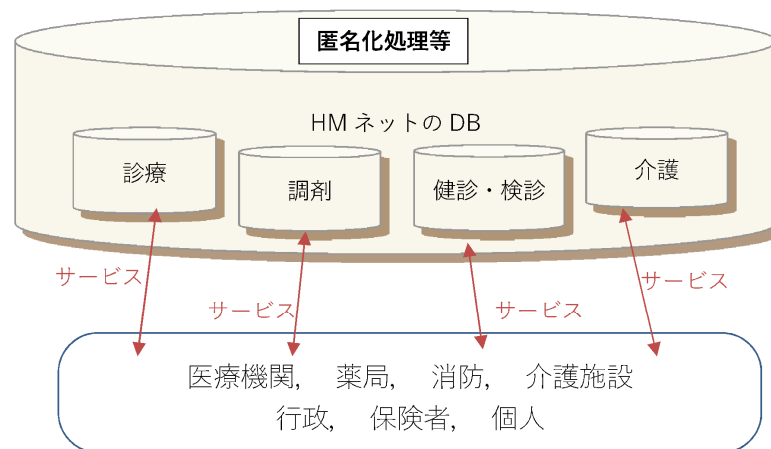 匿名化処理等
HM ネットの DB
診療
調剤
健診・検診
介護
サービス
サービス
サービス
サービス
医療機関, 薬局, 消防, 介護施設
行政, 保険者, 個人